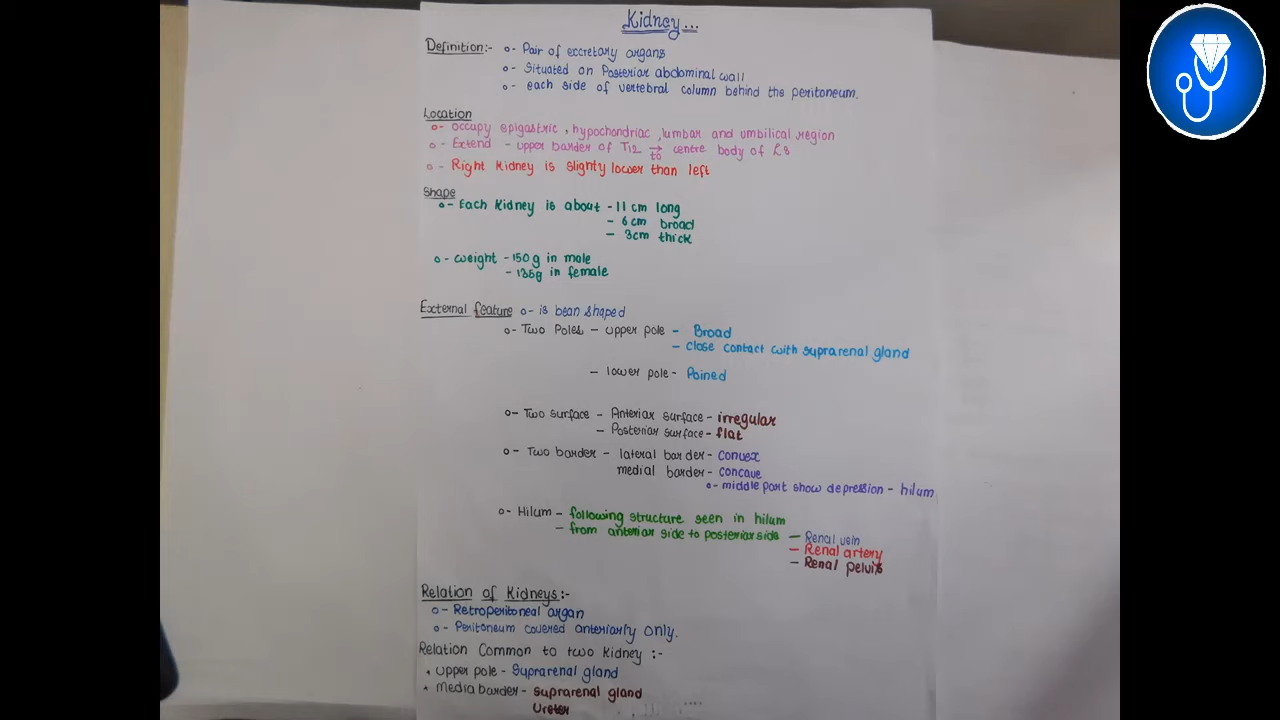 Kidney...
Definition:- o- Pair of excretory organs
o- Situated on Posterior abdominal wall
o- each side of vertebral column behind the peritoneum.
Location
o- occupy epigastric, hypochondriac, lumbar and umbilical region
o- Extend - upper border of T12 → to centre body of L3
o- Right Kidney is slighty lower than left
Shape
o- Each Kidney is about - 11 cm long
- 6cm broad
- 3cm thick
o- weight - 150 g in male
- 135g in female
External feature o- is bean shaped
o- Two Poles - upper pole - Broad
- close contact with suprarenal gland
- lower pole - Poined
o- Two surface - Anterior surface - irregular
- Posterior surface - flat
o- Two border - lateral border - convex
medial border - concave
o- middle part show depression - hilum
o- Hilum - following structure seen in hilum
- from anterior side to posterior side - Renal vein
- Renal artery
- Renal pelvis
Relation of Kidneys:-
o- Retroperitoneal organ
o- Peritoneum covered anteriorly only.
Relation Common to two Kidney :-
• upper pole - Suprarenal gland
• Media border - suprarenal gland
Ureter